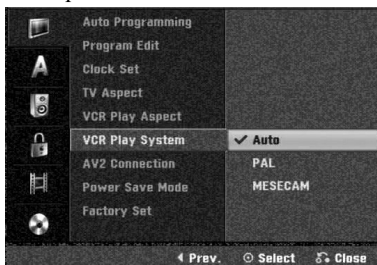 Auto Programming
Program Edit
A
Clock Set
TV Aspect
VCR Play Aspect
VCR Play System
✓ Auto
AV2 Connection
PAL
Power Save Mode
MESECAM
Factory Set
Prev.
Select
Close